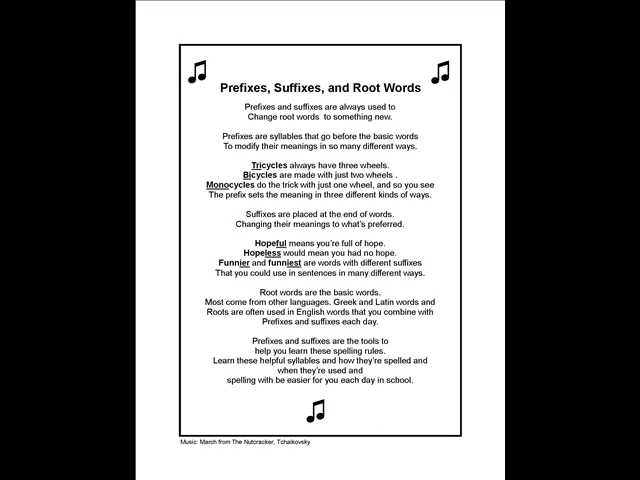 Prefixes, Suffixes, and Root Words
Prefixes and suffixes are always used to
Change root words  to something new.
Prefixes are syllables that go before the basic words
To modify their meanings in so many different ways.
Tricycles always have three wheels.
Bicycles are made with just two wheels .
Monocycles do the trick with just one wheel, and so you see
The prefix sets the meaning in three different kinds of ways.
Suffixes are placed at the end of words.
Changing their meanings to what's preferred.
Hopeful means you're full of hope.
Hopeless would mean you had no hope.
Funnier and funniest are words with different suffixes
That you could use in sentences in many different ways.
Root words are the basic words.
Most come from other languages. Greek and Latin words and
Roots are often used in English words that you combine with
Prefixes and suffixes each day.
Prefixes and suffixes are the tools to
help you learn these spelling rules.
Learn these helpful syllables and how they're spelled and
when they're used and
spelling with be easier for you each day in school.
Music: March from The Nutcracker, Tchaikovsky